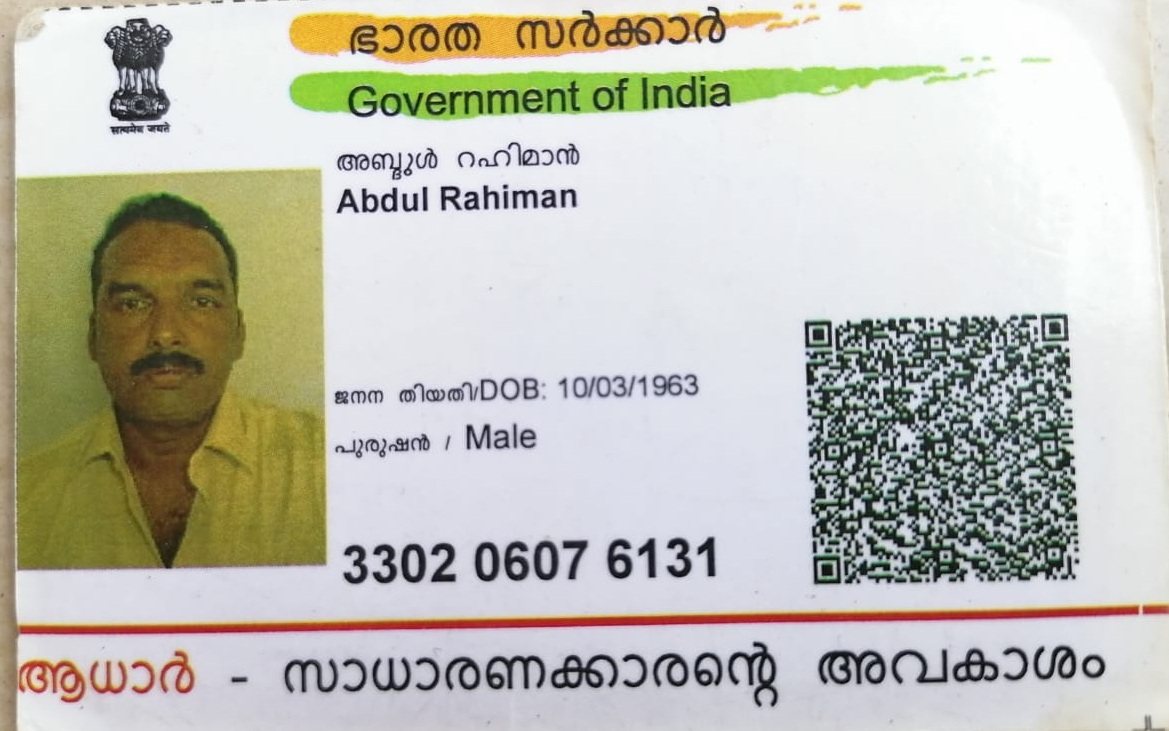 ഭാരത സർക്കാർ
Government of India
सत्यमेव जयते
അബ്ദുൾ റഹിമാൻ
Abdul Rahiman
ജനന തിയതി/DOB: 10/03/1963
പുരുഷൻ / Male
3302 0607 6131
ആധാർ - സാധാരണക്കാരന്റെ അവകാശം